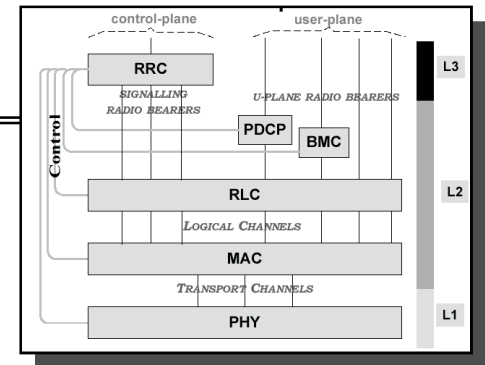 control-plane
user-plane
RRC
L3
SIGNALLING
RADIO BEARERS
U-PLANE RADIO BEARERS
Control
PDCP
BMC
RLC
L2
LOGICAL CHANNELS
MAC
TRANSPORT CHANNELS
PHY
L1